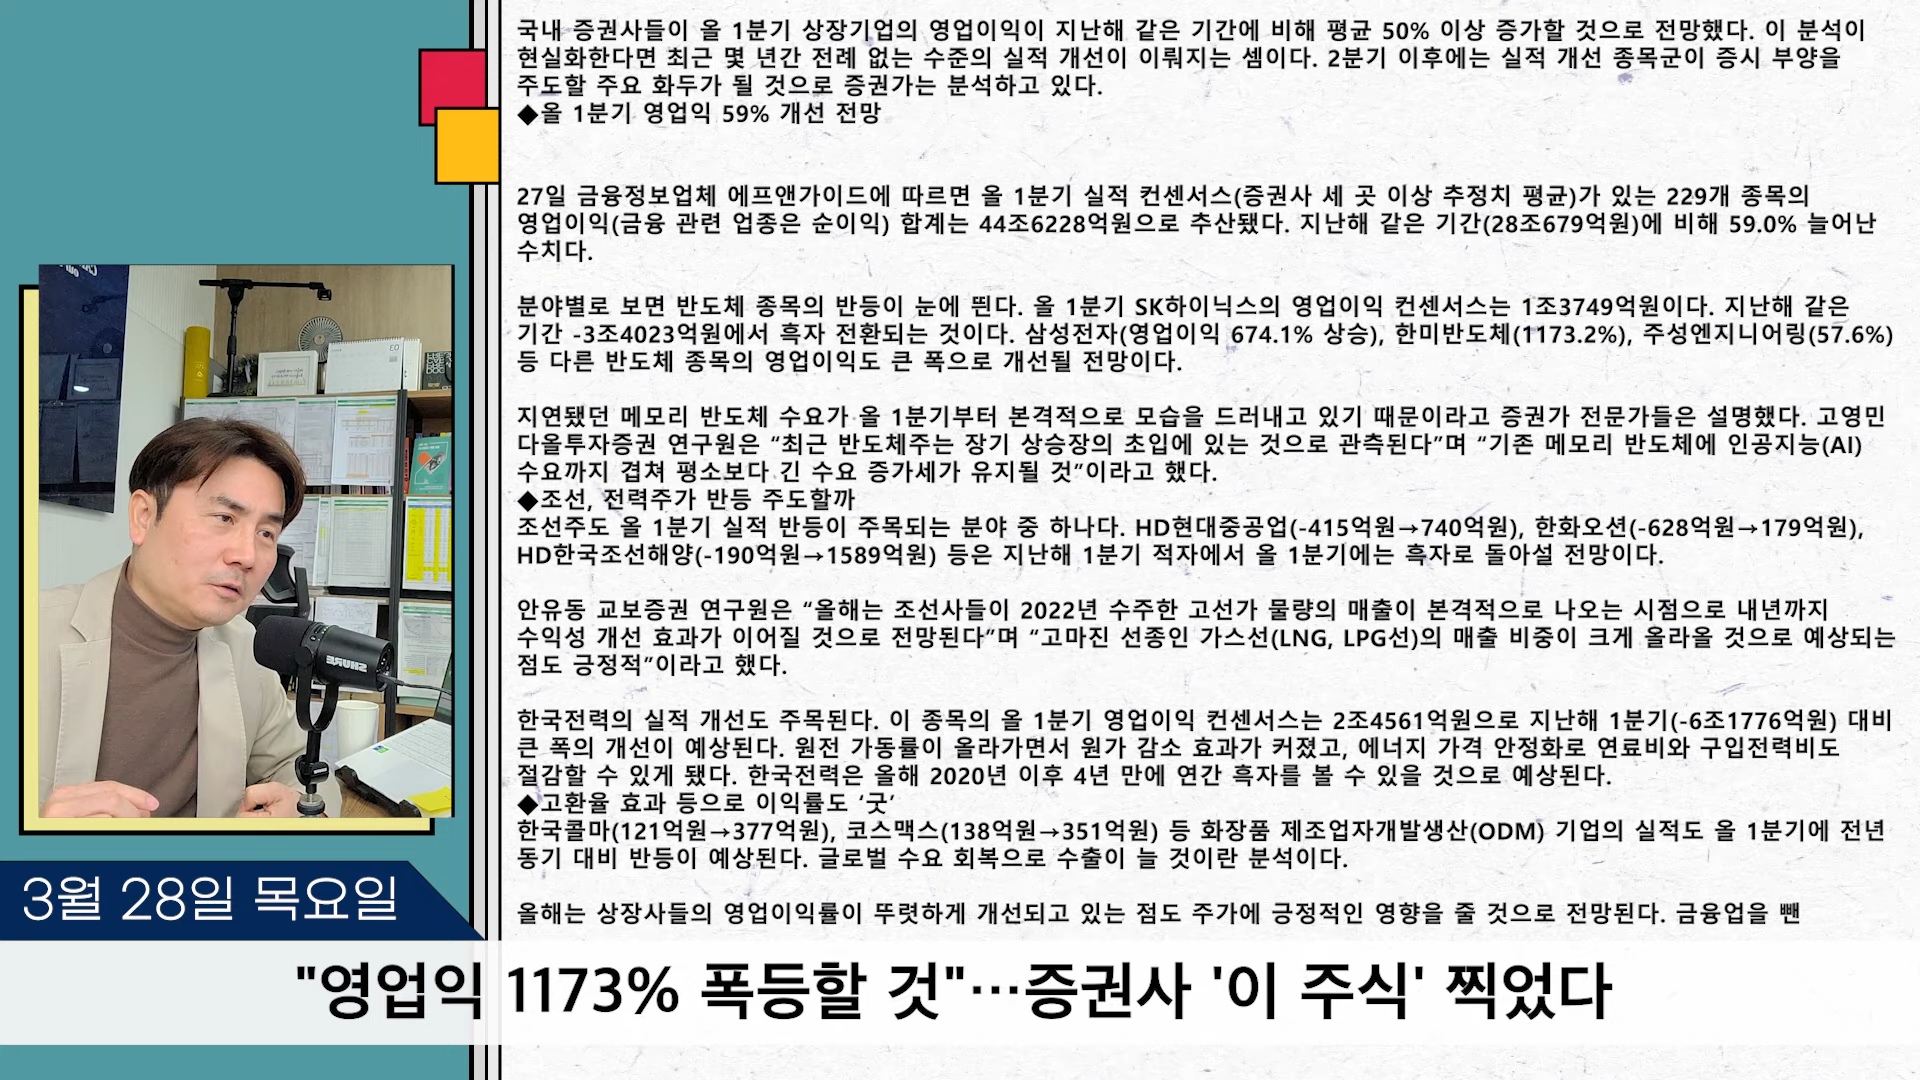 국내 증권사들이 올 1분기 상장기업의 영업이익이 지난해 같은 기간에 비해 평균 50% 이상 증가할 것으로 전망했다. 이 분석이
현실화한다면 최근 몇 년간 전례 없는 수준의 실적 개선이 이뤄지는 셈이다. 2분기 이후에는 실적 개선 종목군이 증시 부양을
주도할 주요 화두가 될 것으로 증권가는 분석하고 있다.
◆올 1분기 영업익 59% 개선 전망
27일 금융정보업체 에프앤가이드에 따르면 올 1분기 실적 컨센서스(증권사 세 곳 이상 추정치 평균)가 있는 229개 종목의
영업이익(금융 관련 업종은 순이익) 합계는 44조6228억원으로 추산됐다. 지난해 같은 기간(28조679억원)에 비해 59.0% 늘어난
수치다.
분야별로 보면 반도체 종목의 반등이 눈에 띈다. 올 1분기 SK하이닉스의 영업이익 컨센서스는 1조3749억원이다. 지난해 같은
기간 -3조4023억원에서 흑자 전환되는 것이다. 삼성전자(영업이익 674.1% 상승), 한미반도체(1173.2%), 주성엔지니어링(57.6%)
등 다른 반도체 종목의 영업이익도 큰 폭으로 개선될 전망이다.
지연됐던 메모리 반도체 수요가 올 1분기부터 본격적으로 모습을 드러내고 있기 때문이라고 증권가 전문가들은 설명했다. 고영민
다올투자증권 연구원은 “최근 반도체주는 장기 상승장의 초입에 있는 것으로 관측된다”며 “기존 메모리 반도체에 인공지능(AI)
수요까지 겹쳐 평소보다 긴 수요 증가세가 유지될 것”이라고 했다.
◆조선, 전력주가 반등 주도할까
조선주도 올 1분기 실적 반등이 주목되는 분야 중 하나다. HD현대중공업(-415억원→740억원), 한화오션(-628억원→179억원),
HD한국조선해양(-190억원→1589억원) 등은 지난해 1분기 적자에서 올 1분기에는 흑자로 돌아설 전망이다.
안유동 교보증권 연구원은 “올해는 조선사들이 2022년 수주한 고선가 물량의 매출이 본격적으로 나오는 시점으로 내년까지
수익성 개선 효과가 이어질 것으로 전망된다”며 “고마진 선종인 가스선(LNG, LPG선)의 매출 비중이 크게 올라올 것으로 예상되는
점도 긍정적”이라고 했다.
한국전력의 실적 개선도 주목된다. 이 종목의 올 1분기 영업이익 컨센서스는 2조4561억원으로 지난해 1분기(-6조1776억원) 대비
큰 폭의 개선이 예상된다. 원전 가동률이 올라가면서 원가 감소 효과가 커졌고, 에너지 가격 안정화로 연료비와 구입전력비도
절감할 수 있게 됐다. 한국전력은 올해 2020년 이후 4년 만에 연간 흑자를 볼 수 있을 것으로 예상된다.
◆고환율 효과 등으로 이익률도 ‘굿’
한국콜마(121억원→377억원), 코스맥스(138억원→351억원) 등 화장품 제조업자개발생산(ODM) 기업의 실적도 올 1분기에 전년
동기 대비 반등이 예상된다. 글로벌 수요 회복으로 수출이 늘 것이란 분석이다.
올해는 상장사들의 영업이익률이 뚜렷하게 개선되고 있는 점도 주가에 긍정적인 영향을 줄 것으로 전망된다. 금융업을 뺀
SHURE
3월 28일 목요일
"영업익 1173% 폭등할 것"…증권사 '이 주식' 찍었다